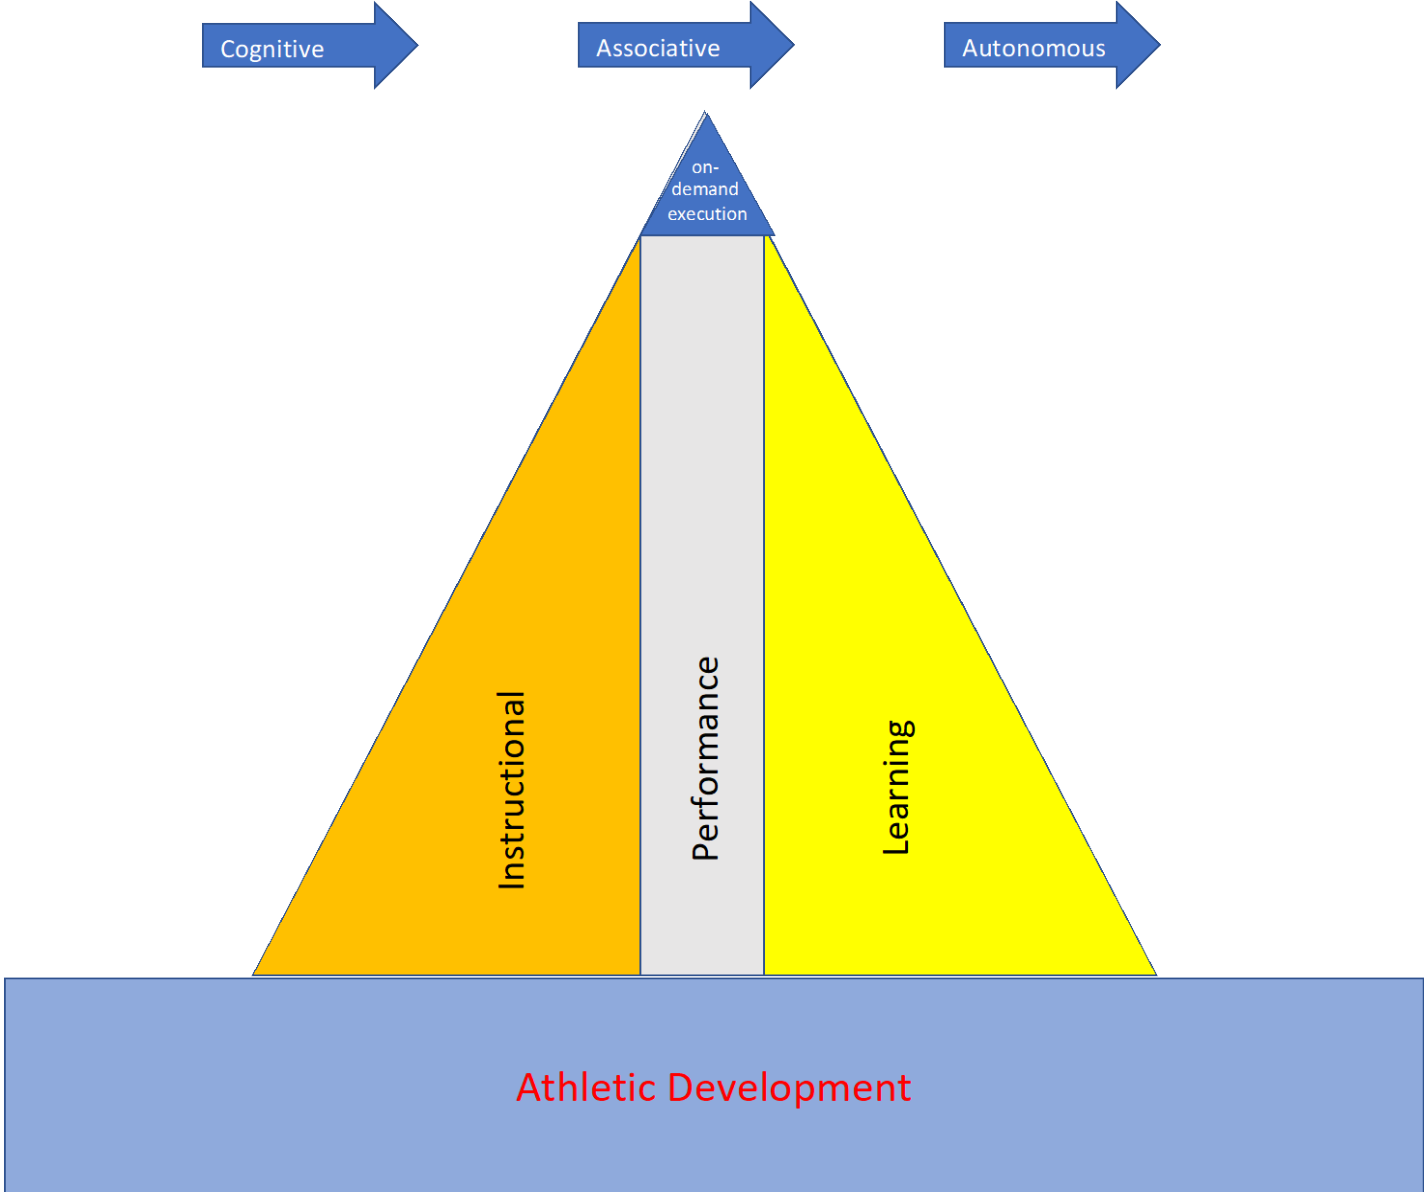 Cognitive
Associative
Autonomous
on-
demand
execution
Instructional
Performance
Learning
Athletic Development